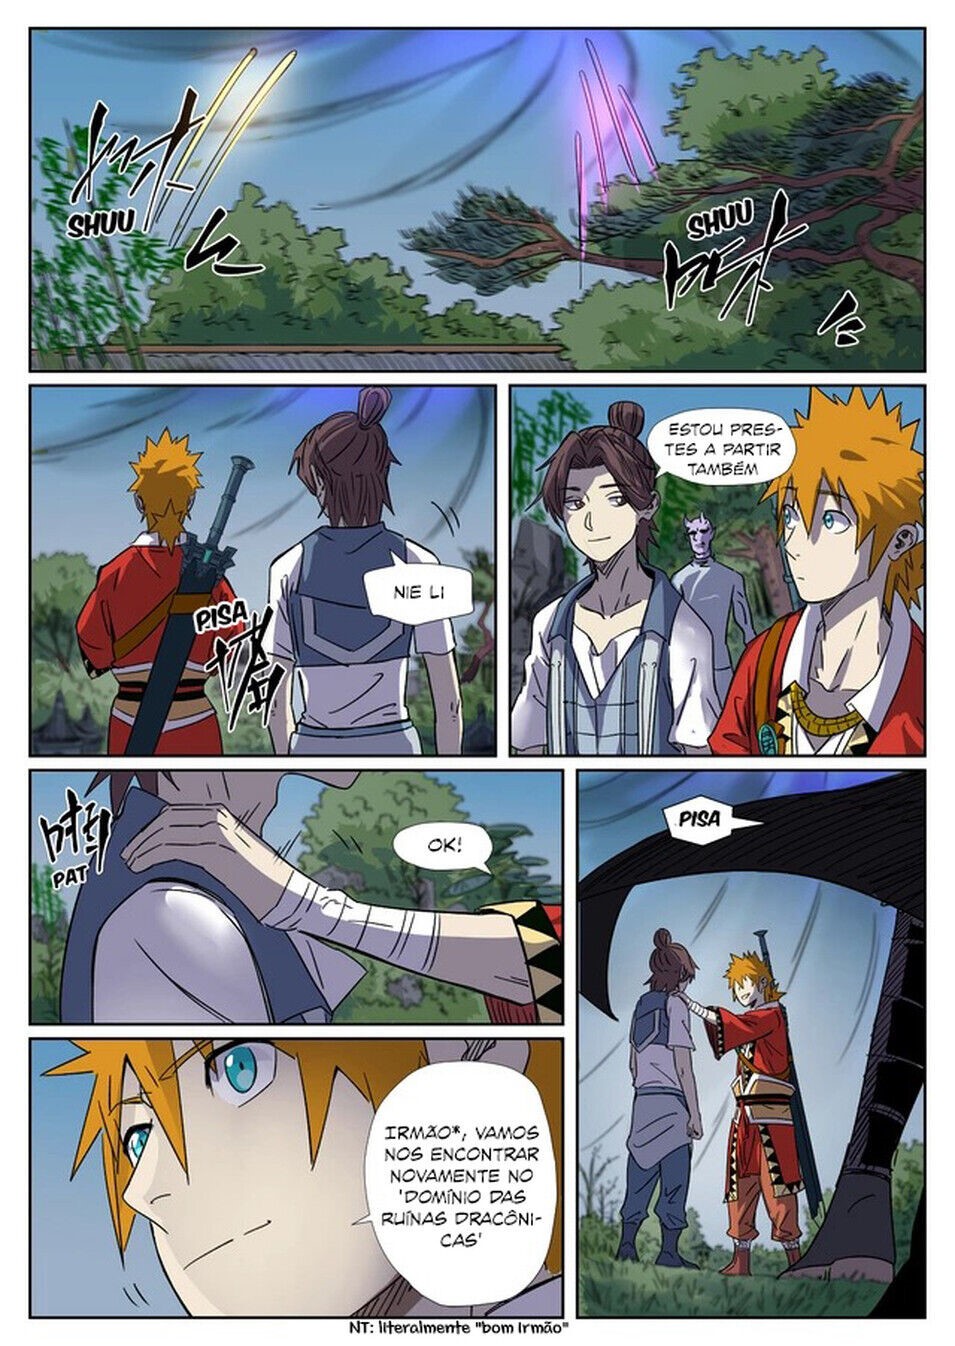 SHUU
SHUU
NIE LI
PISA
ESTOU PRES-
TES A PARTIR
TAMBÉM
PAT
OK!
PISA
IRMÃO*, VAMOS
NOS ENCONTRAR
NOVAMENTE NO
'DOMÍNIO DAS
RUÍNAS DRACÔNI-
CAS'
NT: literalmente "bom Irmão"